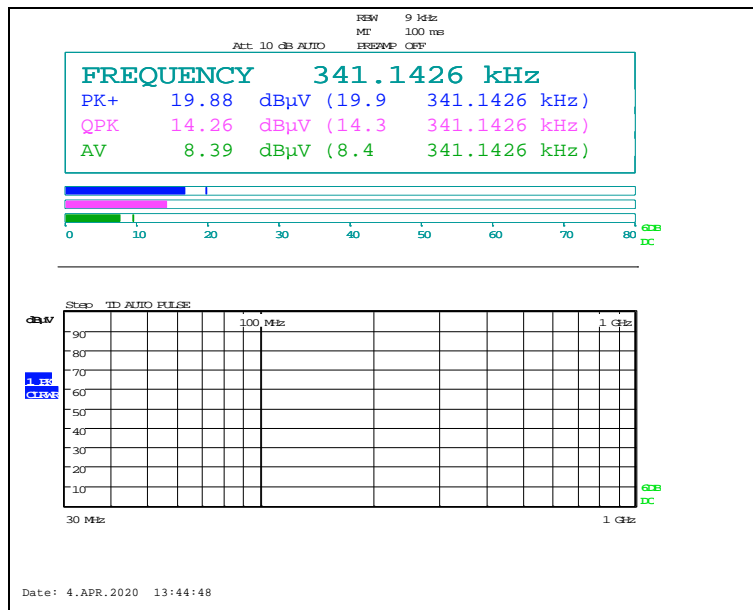 RBW 9 kHz
MT 100 ms
Att 10 dB AUTO PREAMP OFF
FREQUENCY 341.1426 kHz
PK+ 19.88 dBµV (19.9 341.1426 kHz)
QPK 14.26 dBµV (14.3 341.1426 kHz)
AV 8.39 dBµV (8.4 341.1426 kHz)
0 10 20 30 40 50 60 70 80
6DB
DC
Step TD AUTO PULSE
dBµV
100 MHz 1 GHz
90
80
70
1 PK
60
CLRWR
50
40
30
20
10
6DB
DC
30 MHz 1 GHz
Date: 4.APR.2020 13:44:48